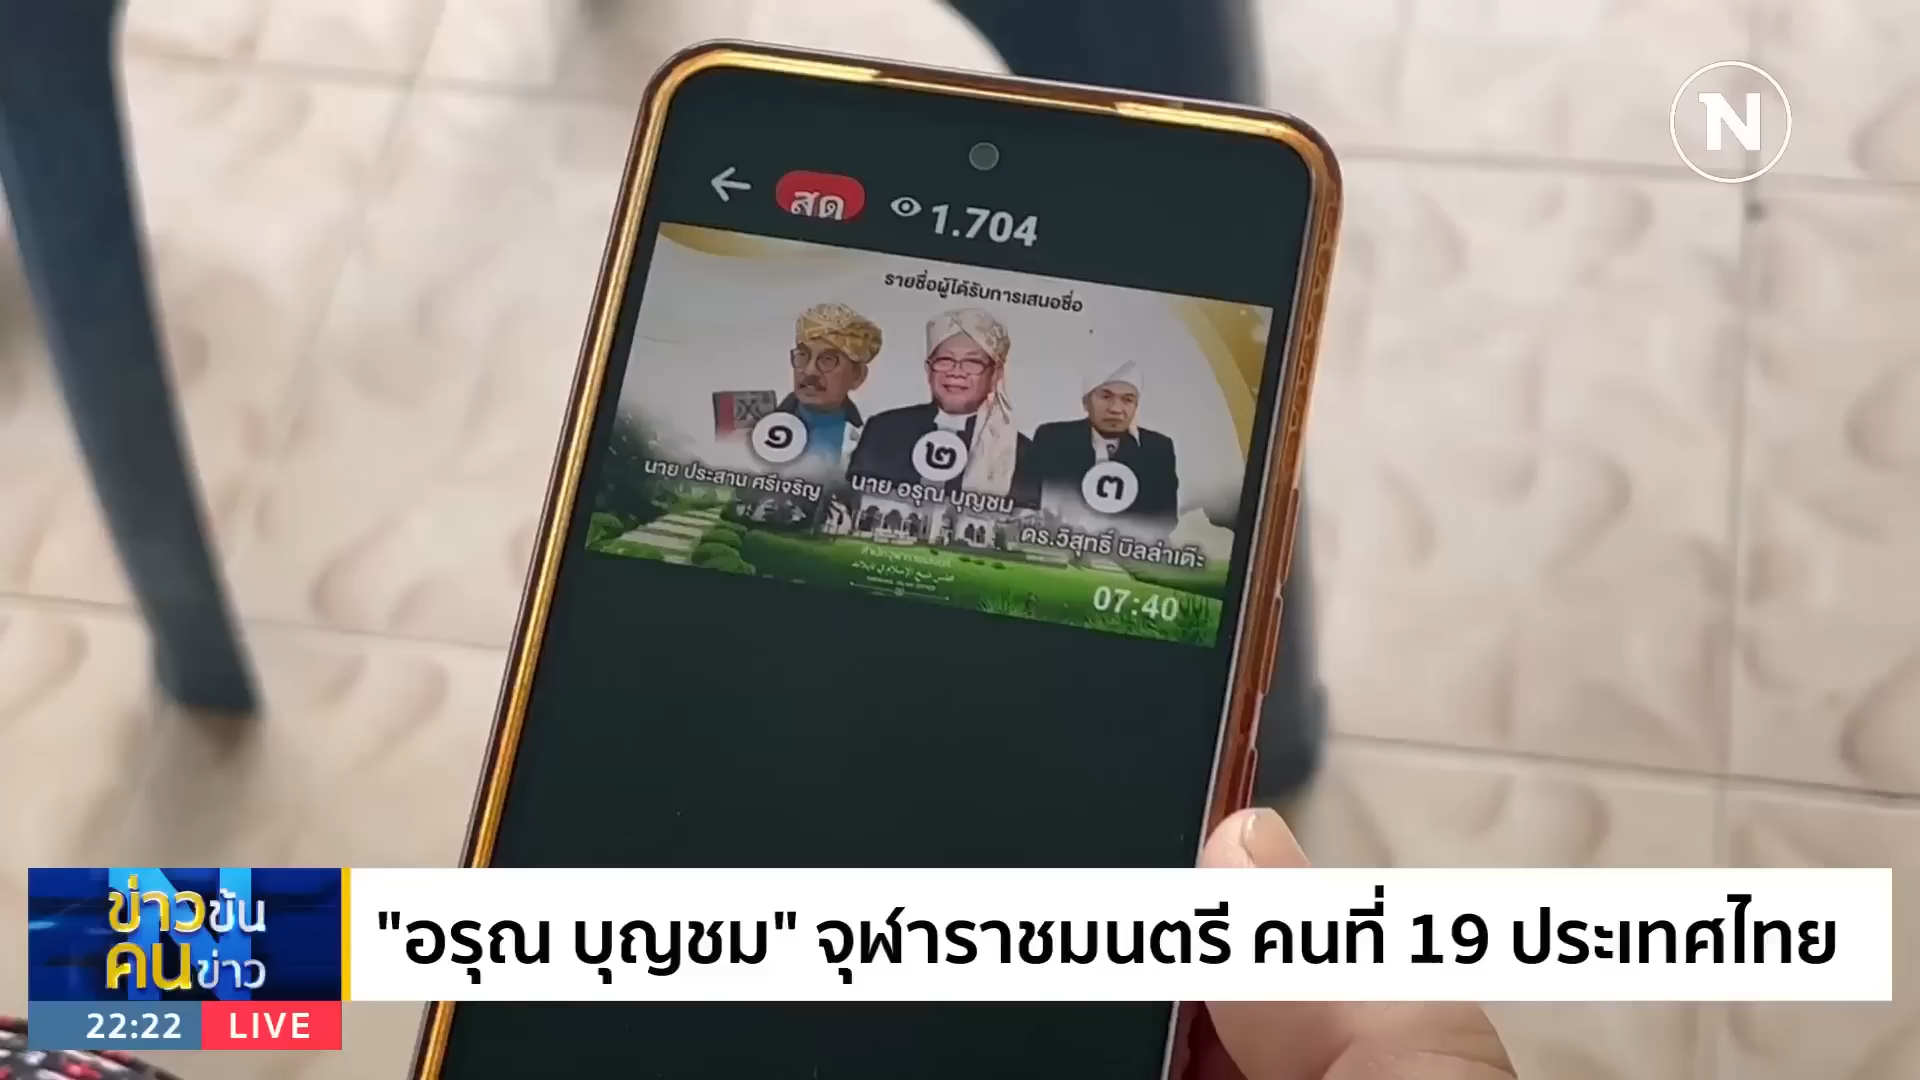 N
สด 1.704
รายชื่อผู้ได้รับการเสนอชื่อ
๑
๒
๓
นาย ประสาน ศรีเจริญ
นาย อรุณ บุญชม
ดร.วิสุทธิ์ บิลล่าเต๊ะ
07:40
ข่าวข้น
คนข่าว
"อรุณ บุญชม" จุฬาราชมนตรี คนที่ 19 ประเทศไทย
22:22 LIVE